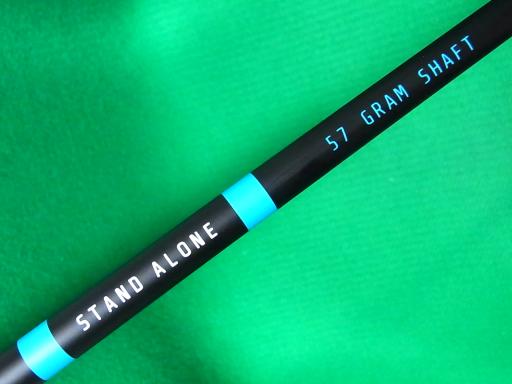 STAND ALONE
57 GRAM SHAFT